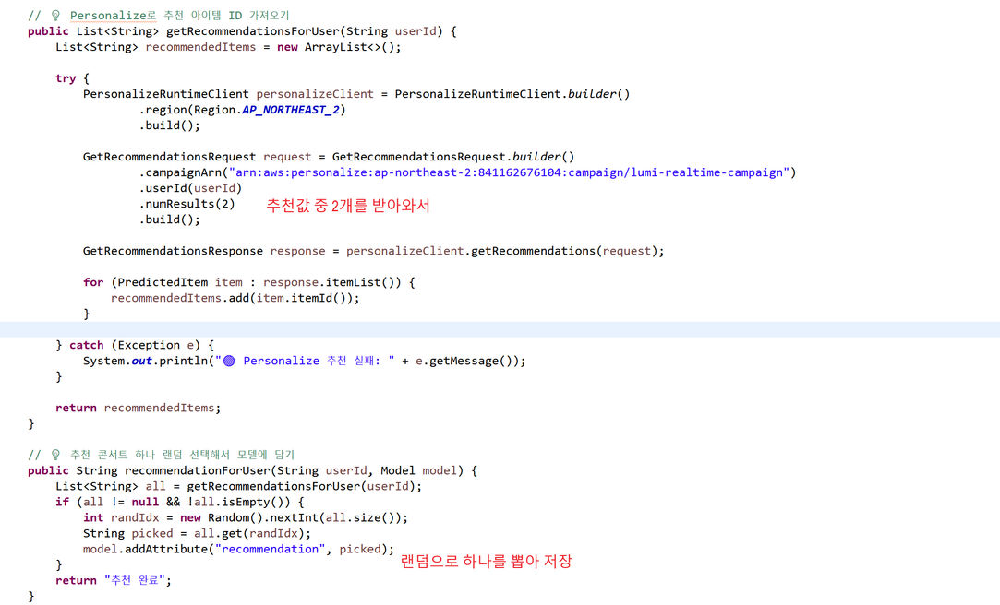 // 💡 Personalize로 추천 아이템 ID 가져오기
public List<String> getRecommendationsForUser(String userId) {
List<String> recommendedItems = new ArrayList<>();
try {
PersonalizeRuntimeClient personalizeClient = PersonalizeRuntimeClient.builder()
.region(Region.AP_NORTHEAST_2)
.build();
GetRecommendationsRequest request = GetRecommendationsRequest.builder()
.campaignArn("arn:aws:personalize:ap-northeast-2:841162676104:campaign/lumi-realtime-campaign")
.userId(userId)
.numResults(2) 추천값 중 2개를 받아와서
.build();
GetRecommendationsResponse response = personalizeClient.getRecommendations(request);
for (PredictedItem item : response.itemList()) {
recommendedItems.add(item.itemId());
}
} catch (Exception e) {
System.out.println("🟣 Personalize 추천 실패: " + e.getMessage());
}
return recommendedItems;
}
// 💡 추천 콘서트 하나 랜덤 선택해서 모델에 담기
public String recommendationForUser(String userId, Model model) {
List<String> all = getRecommendationsForUser(userId);
if (all != null && !all.isEmpty()) {
int randIdx = new Random().nextInt(all.size());
String picked = all.get(randIdx);
model.addAttribute("recommendation", picked);
랜덤으로 하나를 뽑아 저장
}
return "추천 완료";
}